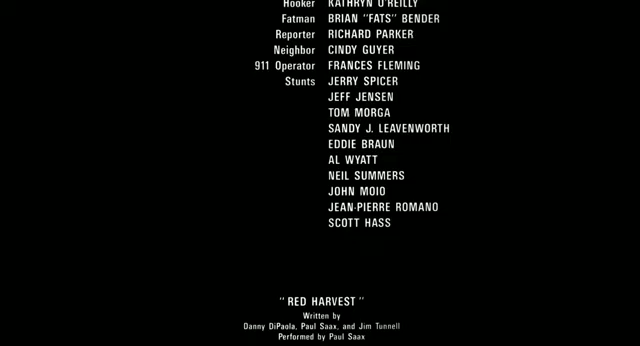 Hooker KATHRYN O'REILLY
Fatman BRIAN "FATS" BENDER
Reporter RICHARD PARKER
Neighbor CINDY GUYER
911 Operator FRANCES FLEMING
Stunts JERRY SPICER
JEFF JENSEN
TOM MORGA
SANDY J. LEAVENWORTH
EDDIE BRAUN
AL WYATT
NEIL SUMMERS
JOHN MOIO
JEAN-PIERRE ROMANO
SCOTT HASS
"RED HARVEST"
Written by
Danny DiPaola, Paul Saax, and Jim Tunnell
Performed by Paul Saax